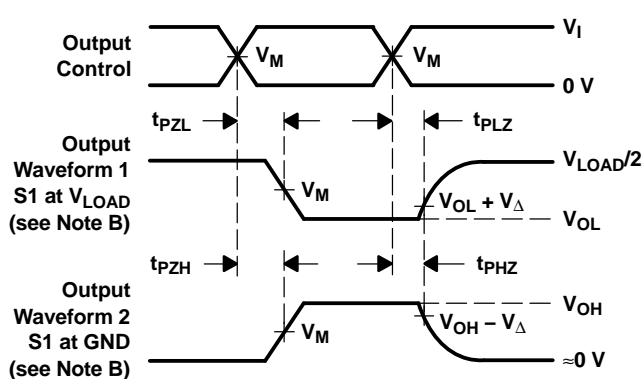 Output
Control
V_M
V_M
V_I
0 V
t_PZL
t_PLZ
Output
Waveform 1
S1 at V_LOAD
(see Note B)
V_M
V_LOAD/2
V_OL + V_Δ
V_OL
t_PZH
t_PHZ
Output
Waveform 2
S1 at GND
(see Note B)
V_M
V_OH
V_OH − V_Δ
≈0 V